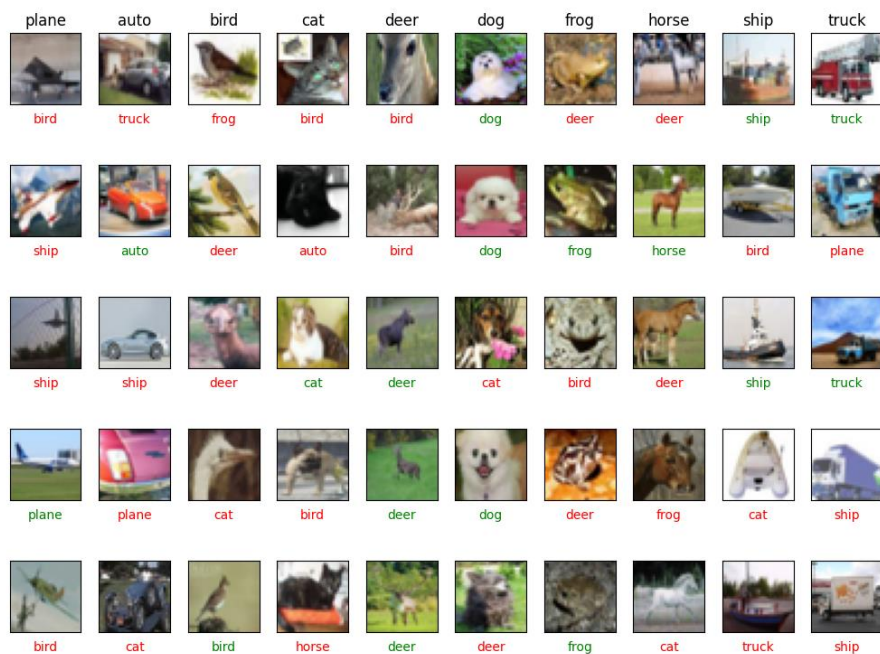 plane auto bird cat deer dog frog horse ship truck
bird truck frog bird bird dog deer deer ship truck
ship auto deer auto bird dog frog horse bird plane
ship ship deer cat deer cat bird deer ship truck
plane plane cat bird deer dog deer frog cat ship
bird cat bird horse deer deer frog cat truck ship